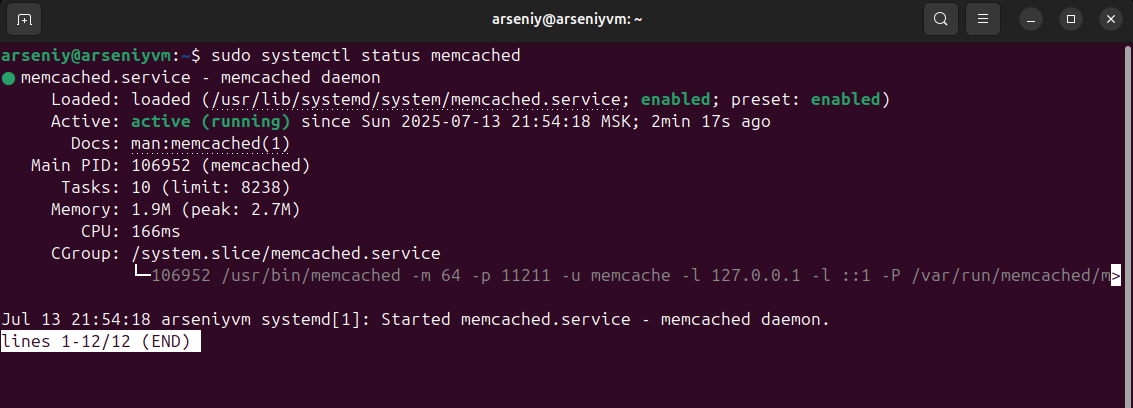 arseniy@arseniyvm: ~
arseniy@arseniyvm:~$ sudo systemctl status memcached
● memcached.service - memcached daemon
Loaded: loaded (/usr/lib/systemd/system/memcached.service; enabled; preset: enabled)
Active: active (running) since Sun 2025-07-13 21:54:18 MSK; 2min 17s ago
Docs: man:memcached(1)
Main PID: 106952 (memcached)
Tasks: 10 (limit: 8238)
Memory: 1.9M (peak: 2.7M)
CPU: 166ms
CGroup: /system.slice/memcached.service
└─106952 /usr/bin/memcached -m 64 -p 11211 -u memcache -l 127.0.0.1 -l ::1 -P /var/run/memcached/m>
Jul 13 21:54:18 arseniyvm systemd[1]: Started memcached.service - memcached daemon.
lines 1-12/12 (END)